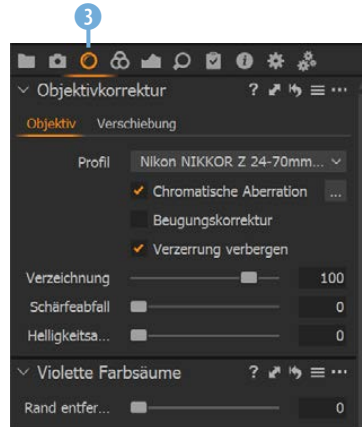 3
Objektivkorrektur ? ...
Objektiv Verschiebung
Profil Nikon NIKKOR Z 24-70mm...
Chromatische Aberration ...
Beugungskorrektur
Verzerrung verbergen
Verzeichnung 100
Schärfeabfall 0
Helligkeitsa... 0
Violette Farbsäume ? ...
Rand entfer... 0